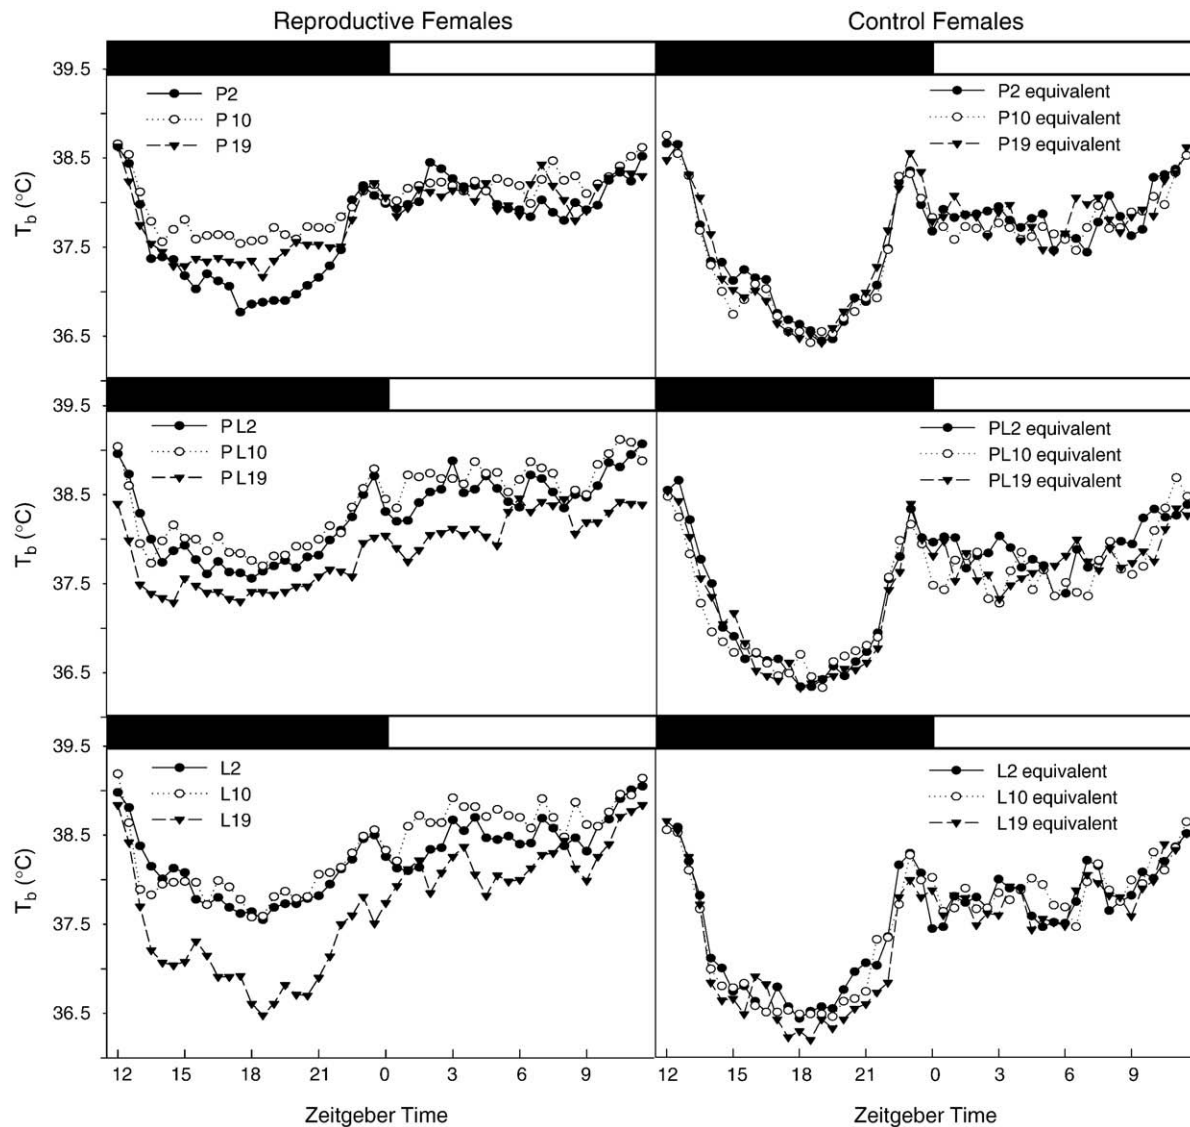 Reproductive Females
Control Females
39.5
38.5
37.5
36.5
T_b (°C)
P2
P 10
P 19
P2 equivalent
P10 equivalent
P19 equivalent
39.5
38.5
37.5
36.5
T_b (°C)
P L2
P L10
P L19
PL2 equivalent
PL10 equivalent
PL19 equivalent
39.5
38.5
37.5
36.5
T_b (°C)
L2
L10
L19
L2 equivalent
L10 equivalent
L19 equivalent
12 15 18 21 0 3 6 9
12 15 18 21 0 3 6 9
Zeitgeber Time
Zeitgeber Time